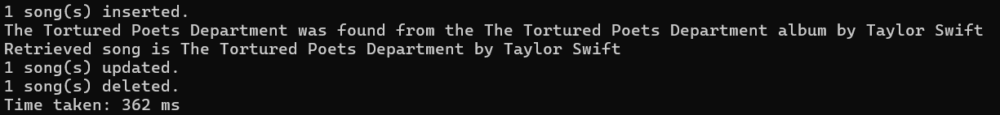 1 song(s) inserted.
The Tortured Poets Department was found from the The Tortured Poets Department album by Taylor Swift
Retrieved song is The Tortured Poets Department by Taylor Swift
1 song(s) updated.
1 song(s) deleted.
Time taken: 362 ms